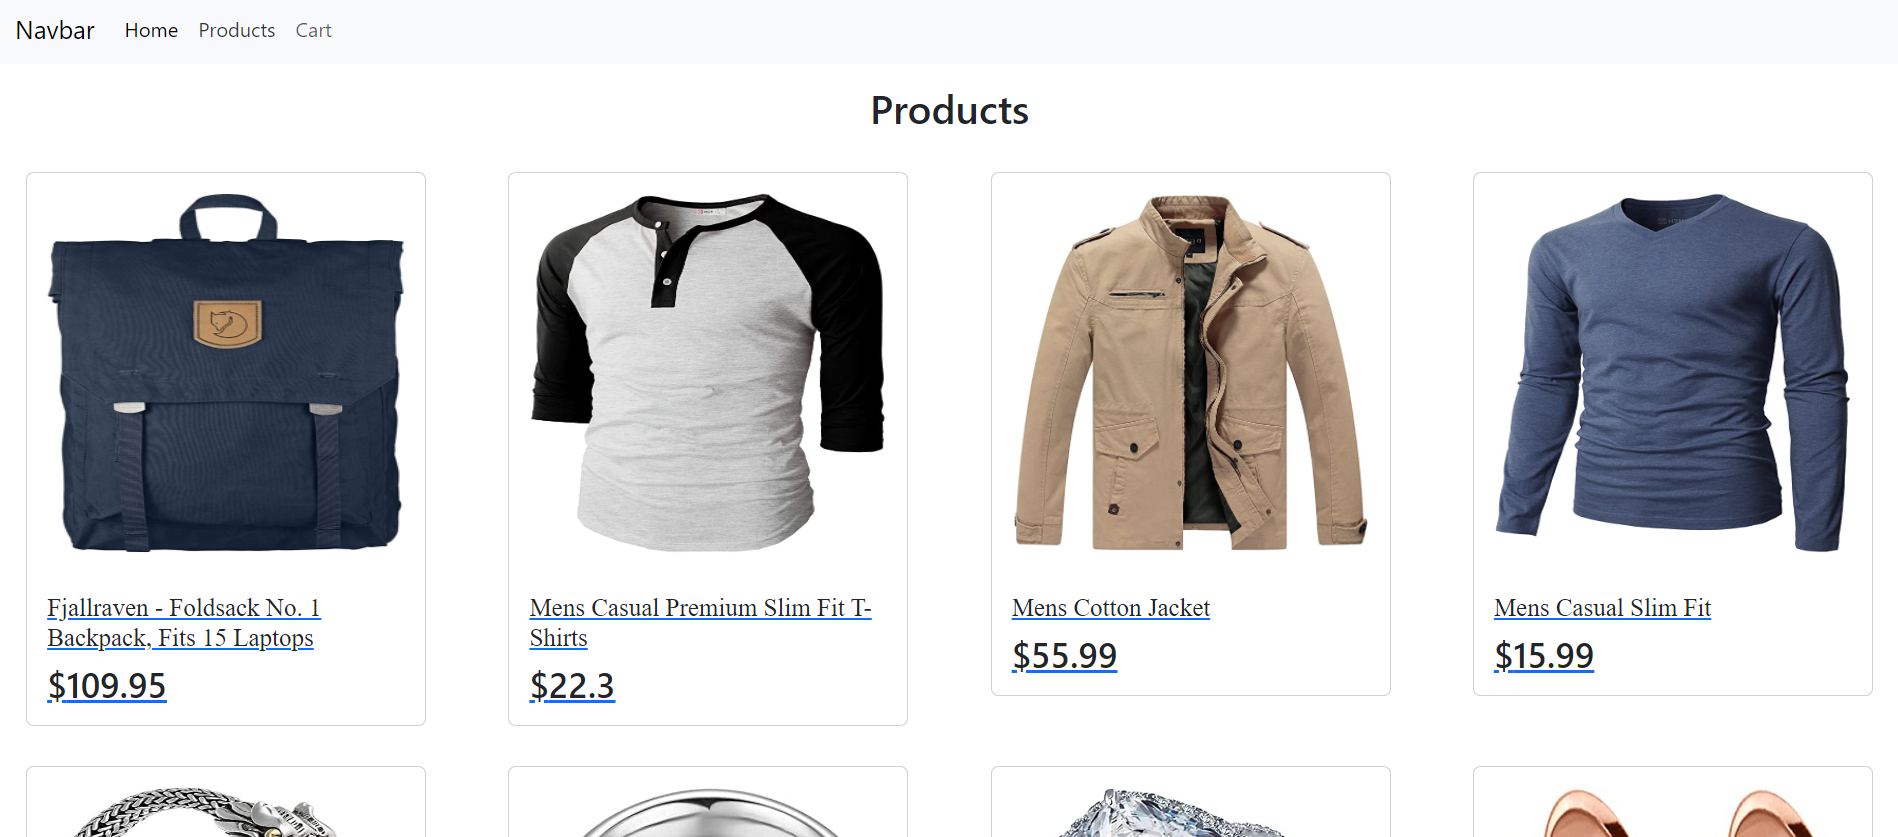 Navbar Home Products Cart
Products
Fjallraven - Foldsack No. 1
Backpack, Fits 15 Laptops
$109.95
Mens Casual Premium Slim Fit T-
Shirts
$22.3
Mens Cotton Jacket
$55.99
Mens Casual Slim Fit
$15.99